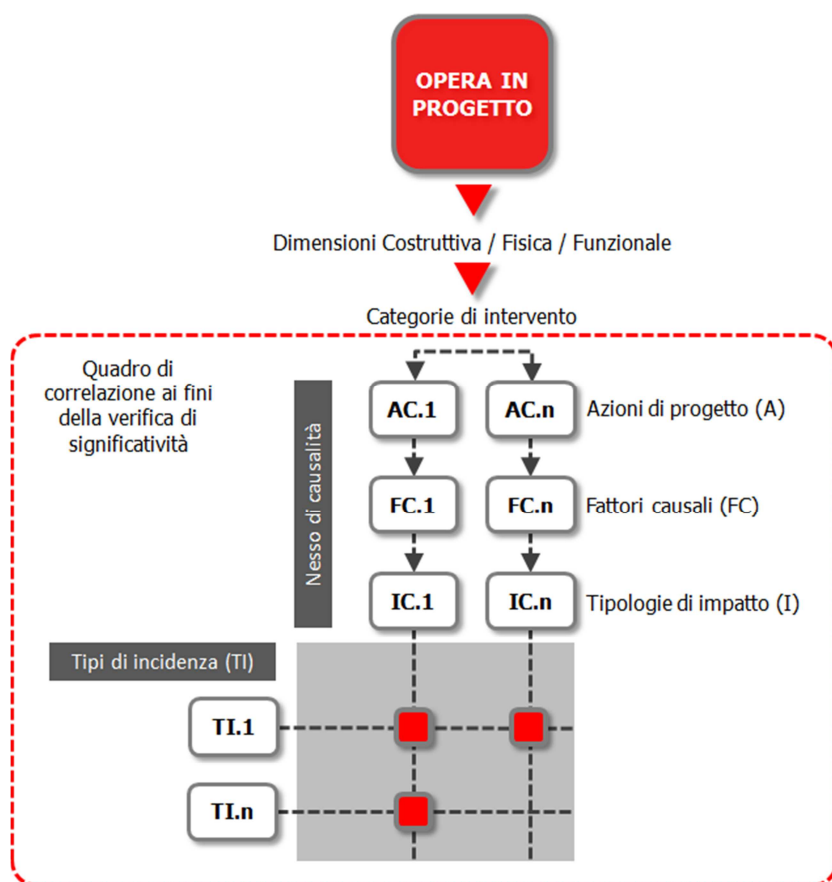 OPERA IN
PROGETTO
Dimensioni Costruttiva / Fisica / Funzionale
Categorie di intervento
Quadro di
correlazione ai fini
della verifica di
significatività
Nesso di causalità
AC.1
AC.n
Azioni di progetto (A)
FC.1
FC.n
Fattori causali (FC)
IC.1
IC.n
Tipologie di impatto (I)
Tipi di incidenza (TI)
TI.1
TI.n